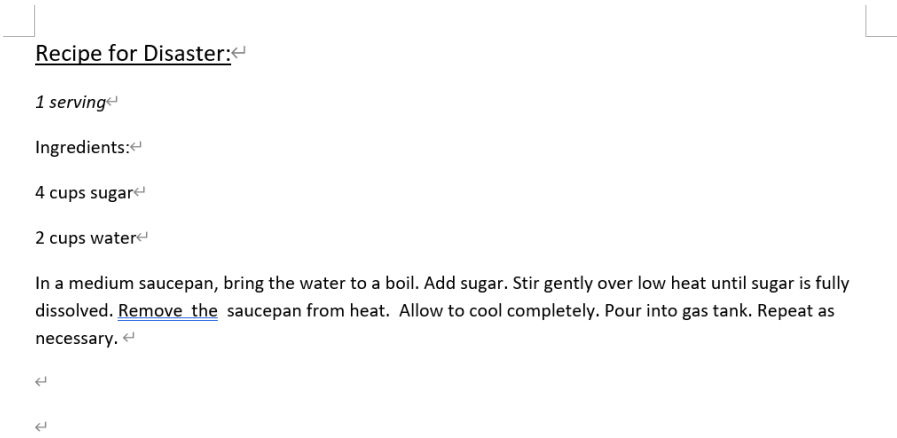 Recipe for Disaster:
1 serving
Ingredients:
4 cups sugar
2 cups water
In a medium saucepan, bring the water to a boil. Add sugar. Stir gently over low heat until sugar is fully
dissolved. Remove  the  saucepan from heat.  Allow to cool completely. Pour into gas tank. Repeat as
necessary.